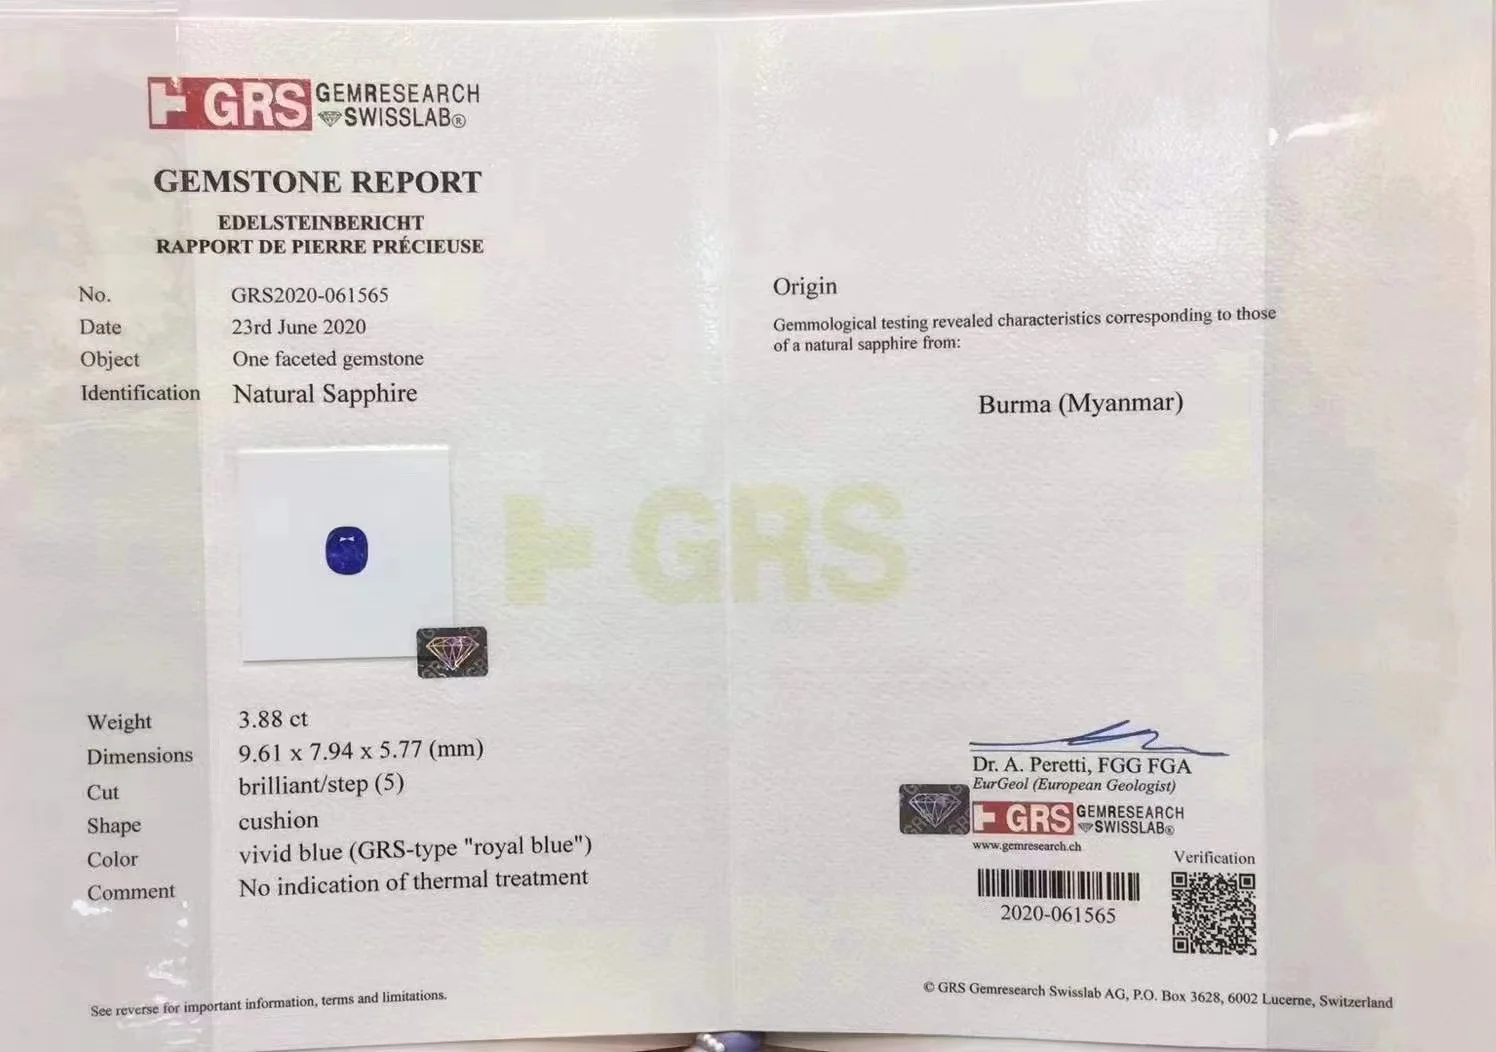 GRS GEMRESEARCH
SWISSLAB®
GEMSTONE REPORT
EDELSTEINBERICHT
RAPPORT DE PIERRE PRÉCIEUSE
No. GRS2020-061565
Date 23rd June 2020
Object One faceted gemstone
Identification Natural Sapphire
Weight 3.88 ct
Dimensions 9.61 x 7.94 x 5.77 (mm)
Cut brilliant/step (5)
Shape cushion
Color vivid blue (GRS-type "royal blue")
Comment No indication of thermal treatment
See reverse for important information, terms and limitations.
GRS
Origin
Gemmological testing revealed characteristics corresponding to those
of a natural sapphire from:
Burma (Myanmar)
Dr. A. Peretti, FGG FGA
EurGeol (European Geologist)
GRS GEMRESEARCH
SWISSLAB®
www.gemresearch.ch
Verification
2020-061565
© GRS Gemresearch Swisslab AG, P.O. Box 3628, 6002 Lucerne, Switzerland